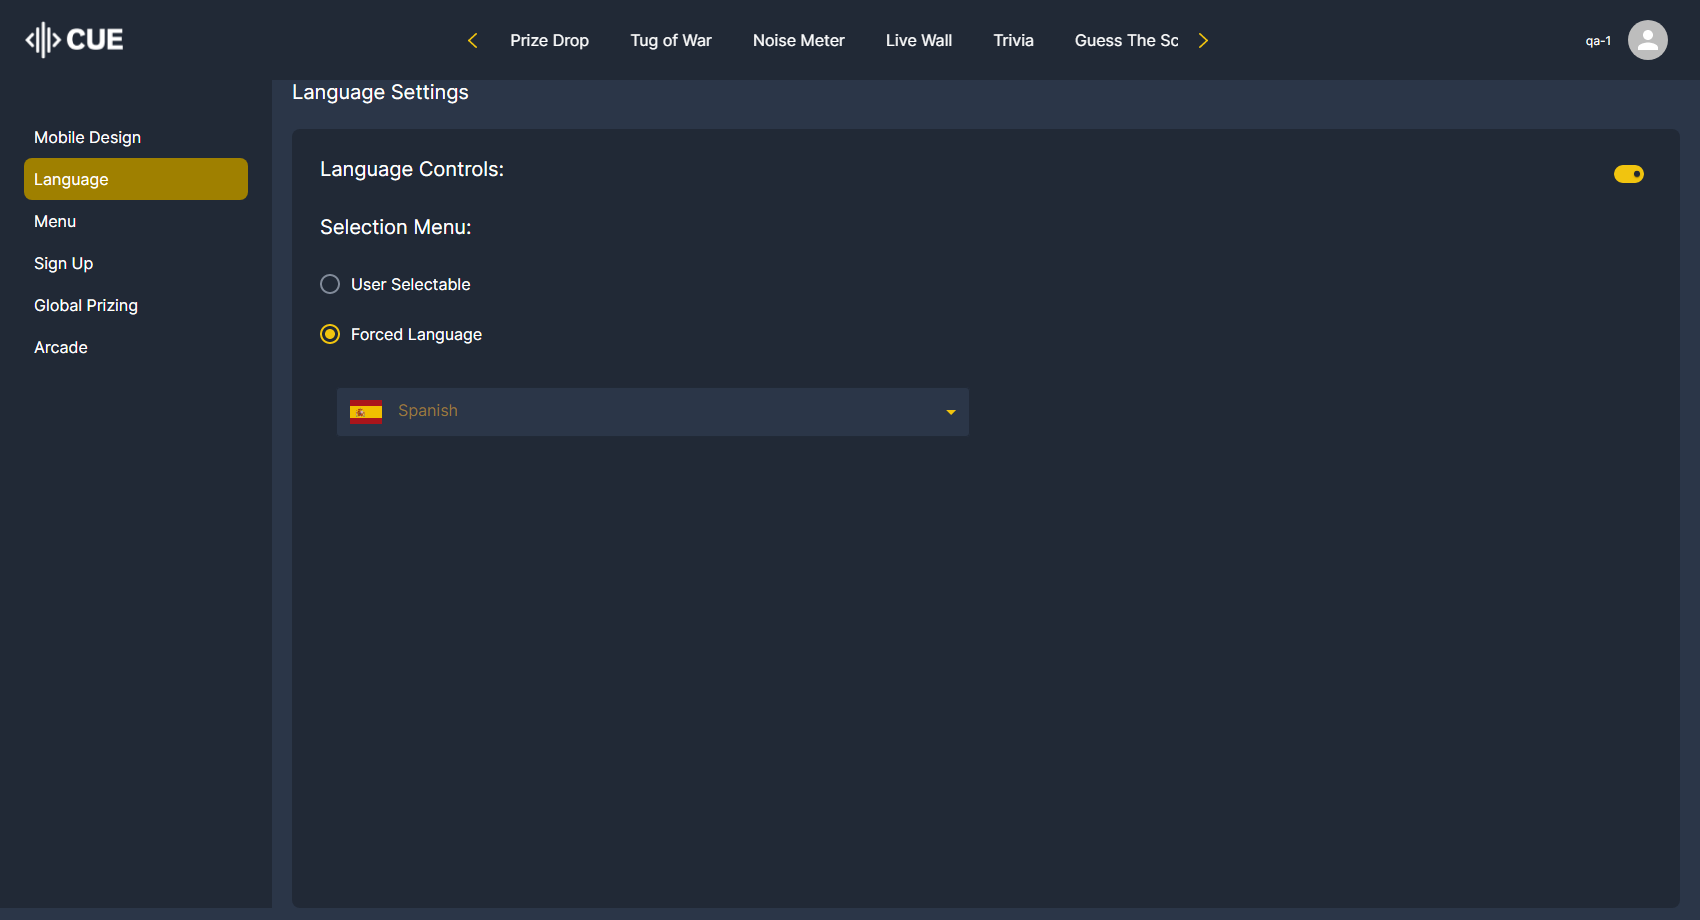 CUE
Prize Drop
Tug of War
Noise Meter
Live Wall
Trivia
Guess The Sc
qa-1
Mobile Design
Language
Menu
Sign Up
Global Prizing
Arcade
Language Settings
Language Controls:
Selection Menu:
User Selectable
Forced Language
Spanish